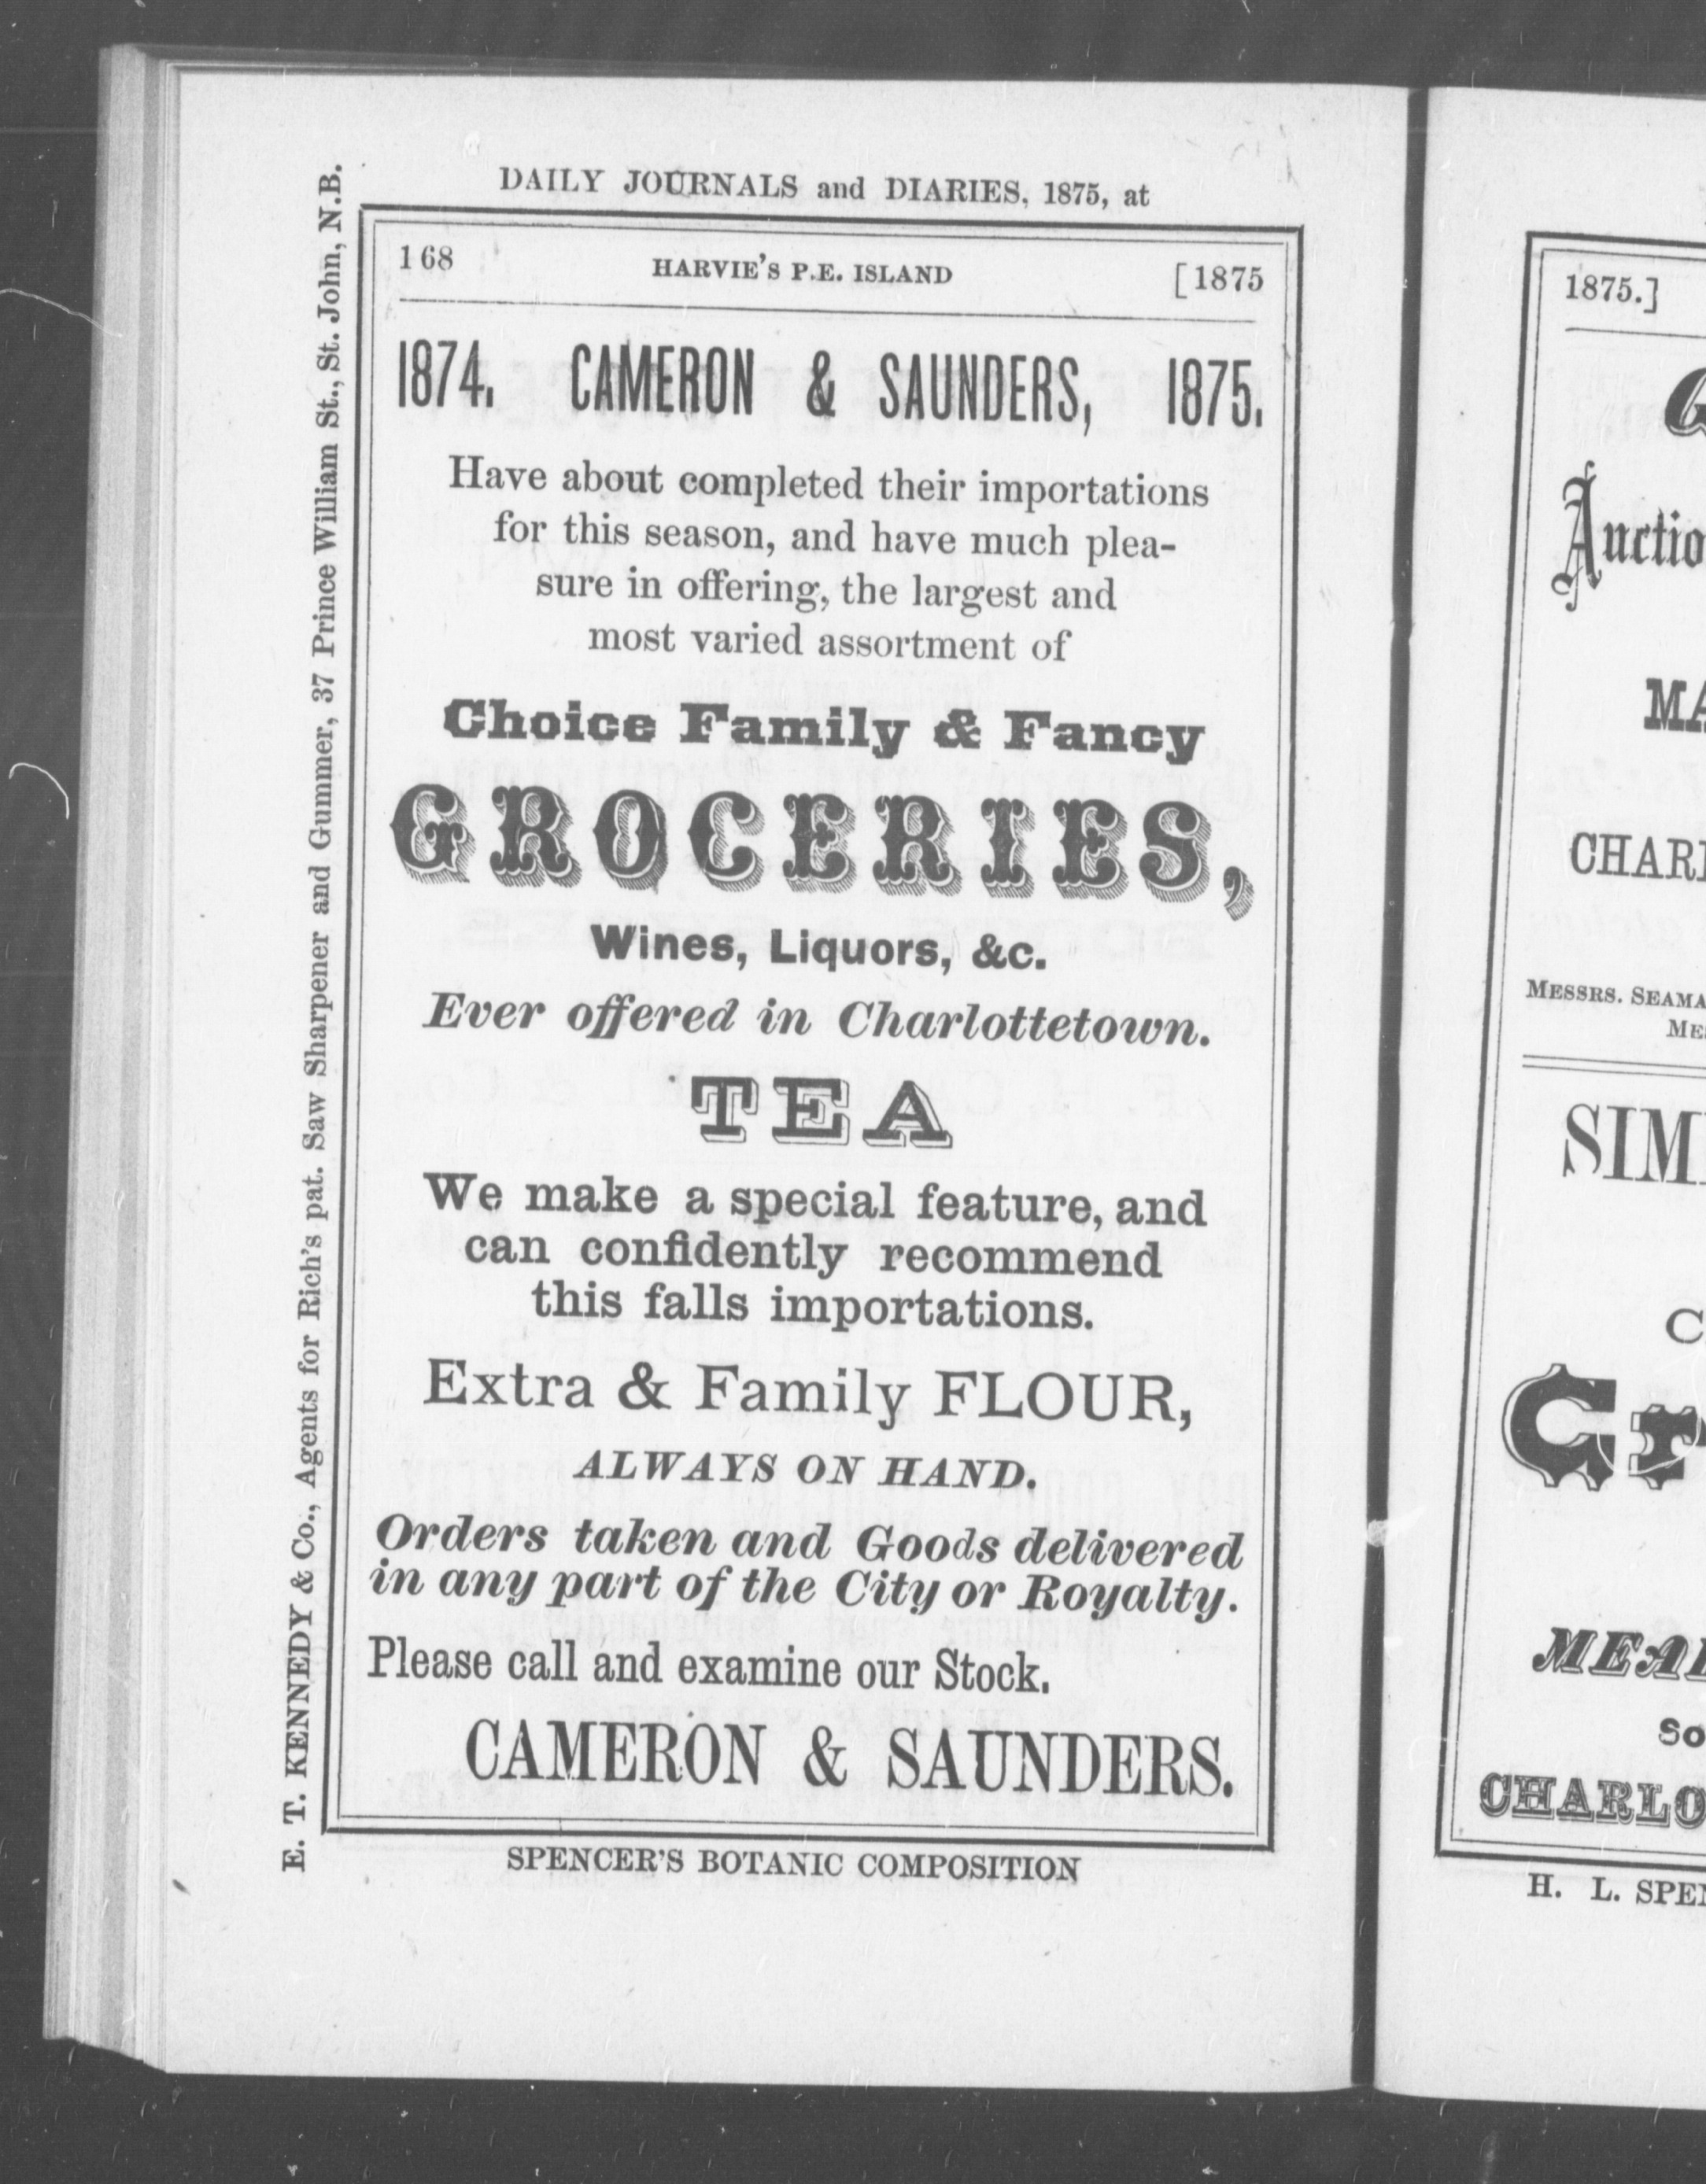 DAILY JOURNALS and DIARIES, 1875, at
168 HARVIE'S P.E. ISLAND [1875
1874. CAMERON & SAUNDERS, 1875.
Have about completed their importations
for this season, and have much plea-
sure in offering, the largest and
most varied assortment of
Choice Family & Fancy
GROCERIES,
Wines, Liquors, &c.
Ever offered in Charlottetown.
TEA
We make a special feature, and
can confidently recommend
this falls importations.
Extra & Family FLOUR,
ALWAYS ON HAND.
Orders taken and Goods delivered
in any part of the City or Royalty.
Please call and examine our Stock.
CAMERON & SAUNDERS.
SPENCER'S BOTANIC COMPOSITION
E. T. KENNEDY & Co., Agents for Rich's pat. Saw Sharpener and Gummer, 37 Prince William St., St. John, N.B.
1875.]
MESSRS.
H. L.